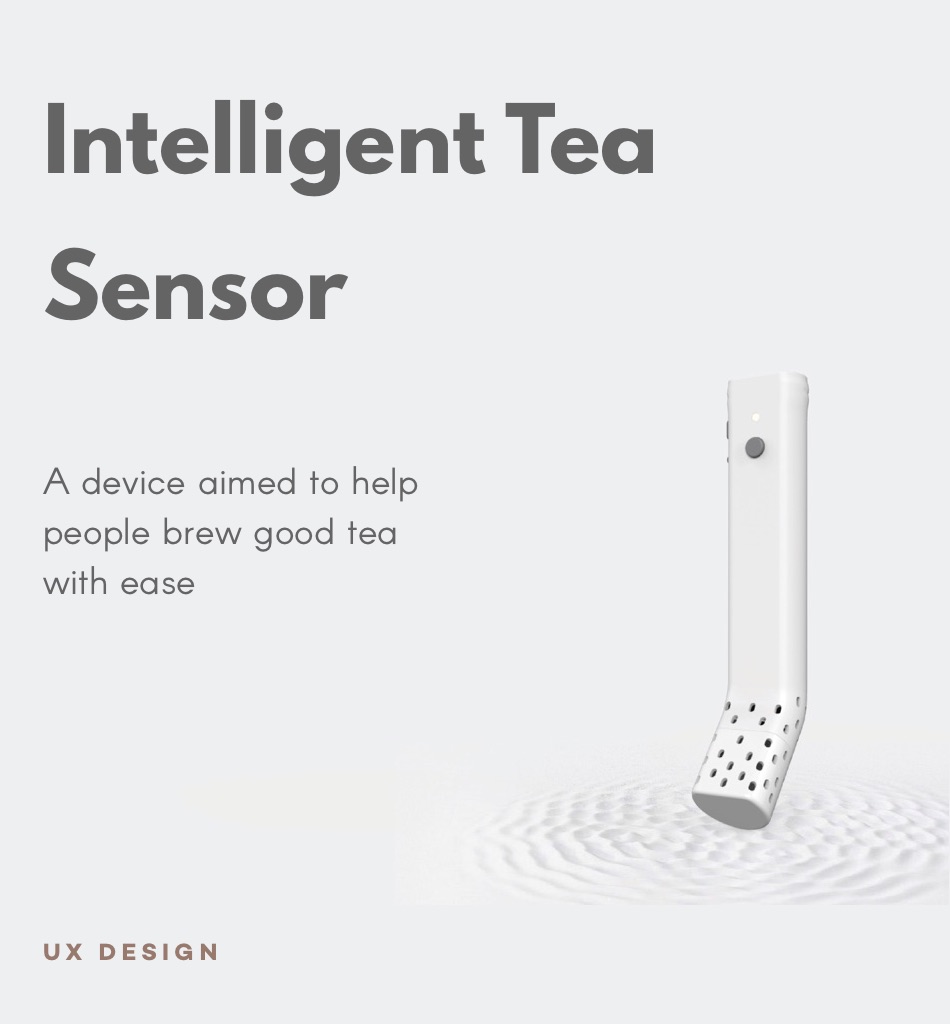 Intelligent Tea
Sensor
A device aimed to help
people brew good tea
with ease
UX DESIGN